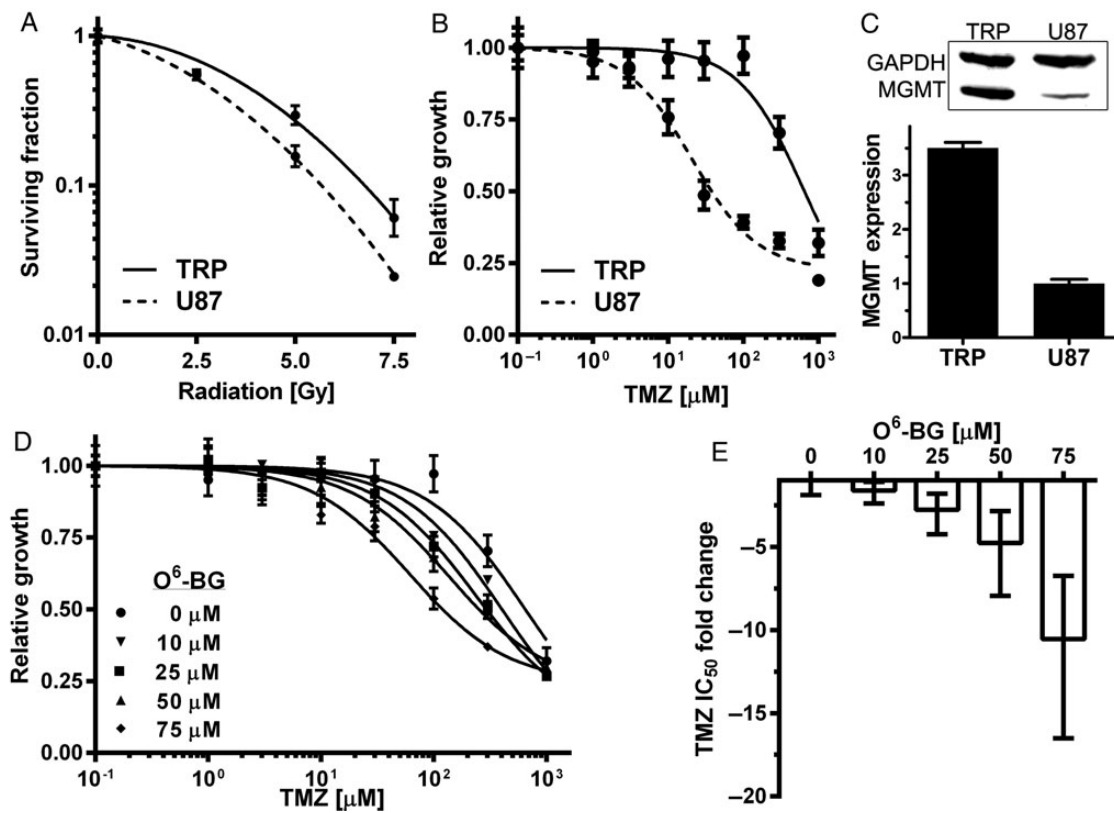 A
Surviving fraction
1
0.1
0.01
0.0
2.5
5.0
7.5
Radiation [Gy]
TRP
U87
B
Relative growth
1.00
0.75
0.50
0.25
0.00
10⁻¹
10⁰
10¹
10²
10³
TMZ [μM]
TRP
U87
C
TRP U87
GAPDH
MGMT
MGMT expression
3
2
1
0
TRP U87
D
Relative growth
1.00
0.75
0.50
0.25
0.00
O⁶-BG
0 μM
10 μM
25 μM
50 μM
75 μM
10⁻¹
10⁰
10¹
10²
10³
TMZ [μM]
E
O⁶-BG [μM]
0 10 25 50 75
TMZ IC₅₀ fold change
–5
–10
–15
–20